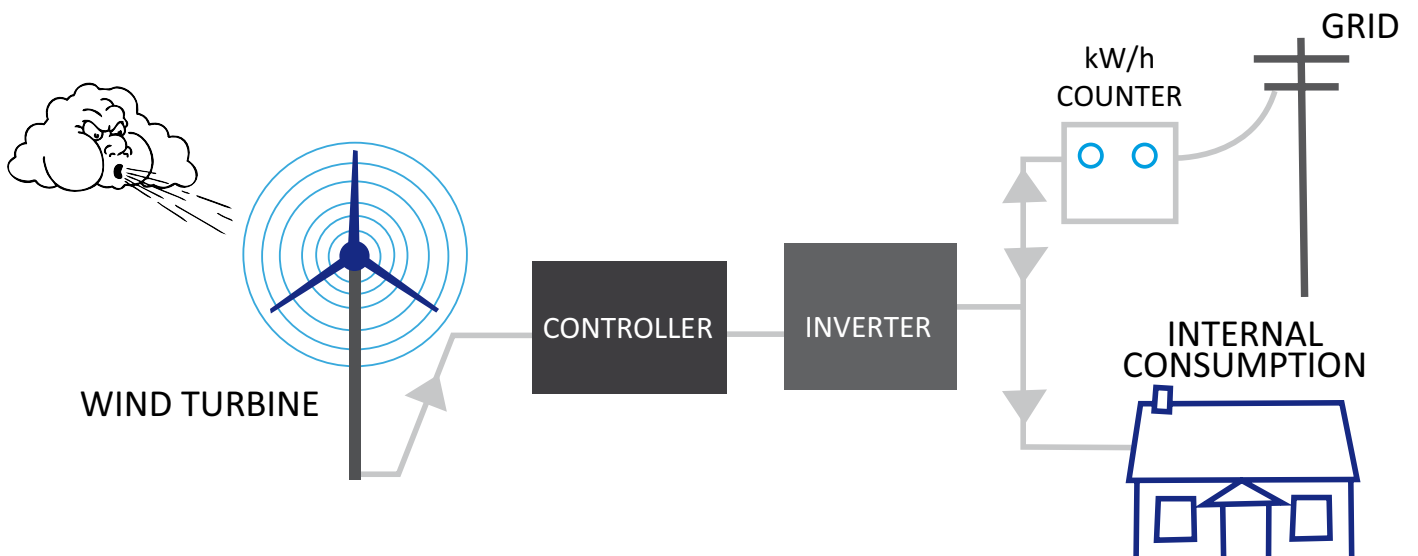 GRID
kW/h
COUNTER
CONTROLLER
INVERTER
INTERNAL
CONSUMPTION
WIND TURBINE